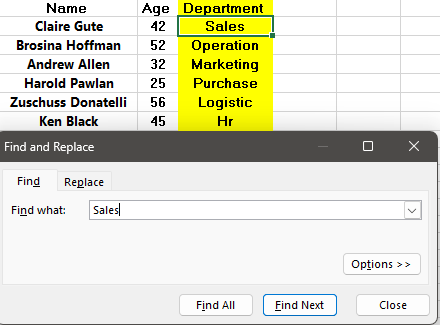 Name Age Department
Claire Gute 42 Sales
Brosina Hoffman 52 Operation
Andrew Allen 32 Marketing
Harold Pawlan 25 Purchase
Zuschuss Donatelli 56 Logistic
Ken Black 45 Hr
Find and Replace
Find Replace
Find what: Sales
Options >>
Find All Find Next Close